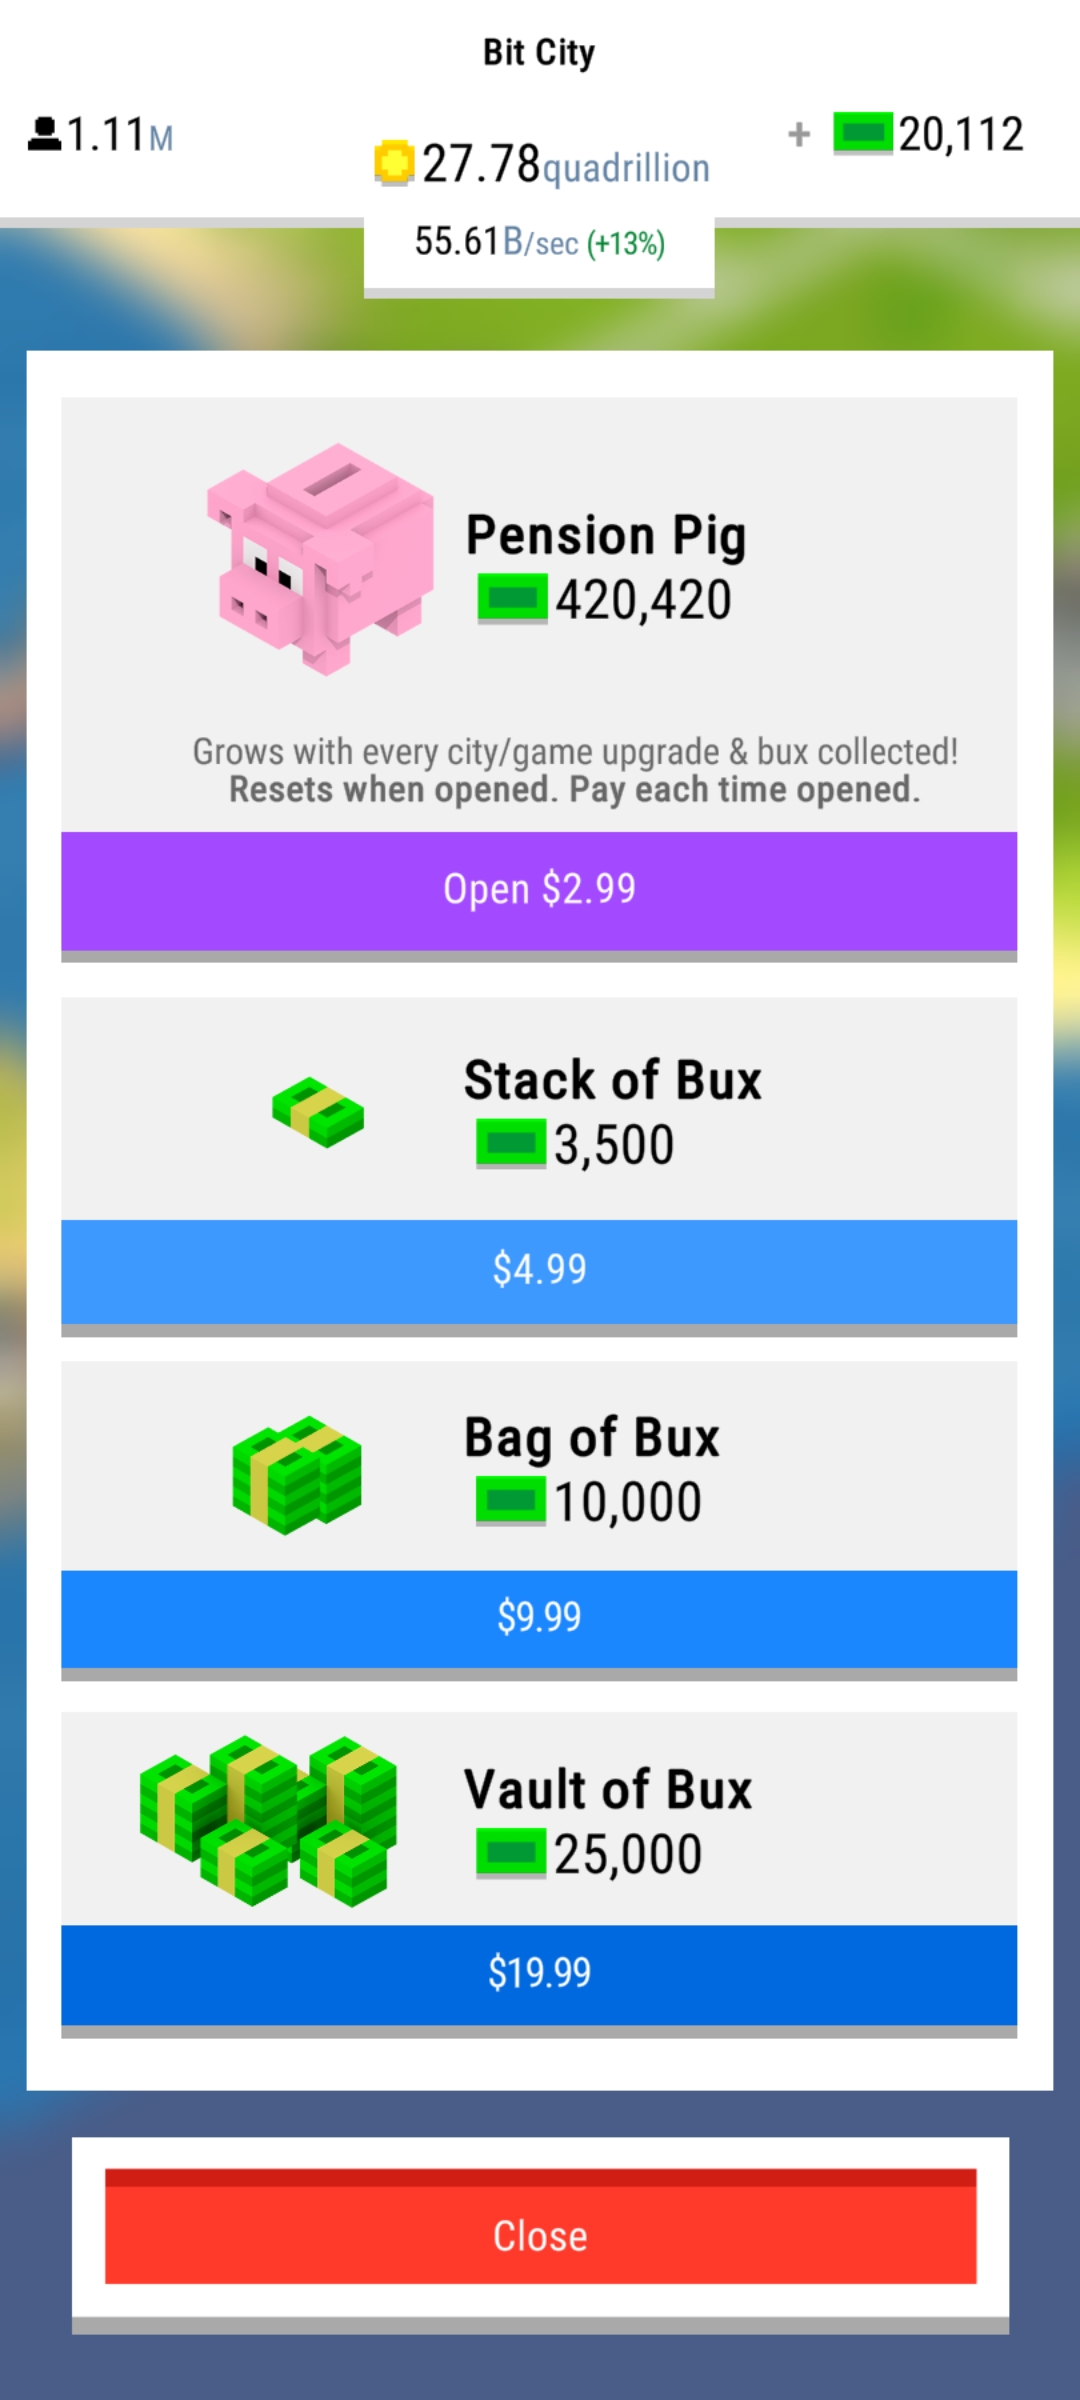 Bit City
1.11M
27.78quadrillion
+ 20,112
55.61B/sec (+13%)
Pension Pig
420,420
Grows with every city/game upgrade & bux collected!
Resets when opened. Pay each time opened.
Open $2.99
Stack of Bux
3,500
$4.99
Bag of Bux
10,000
$9.99
Vault of Bux
25,000
$19.99
Close